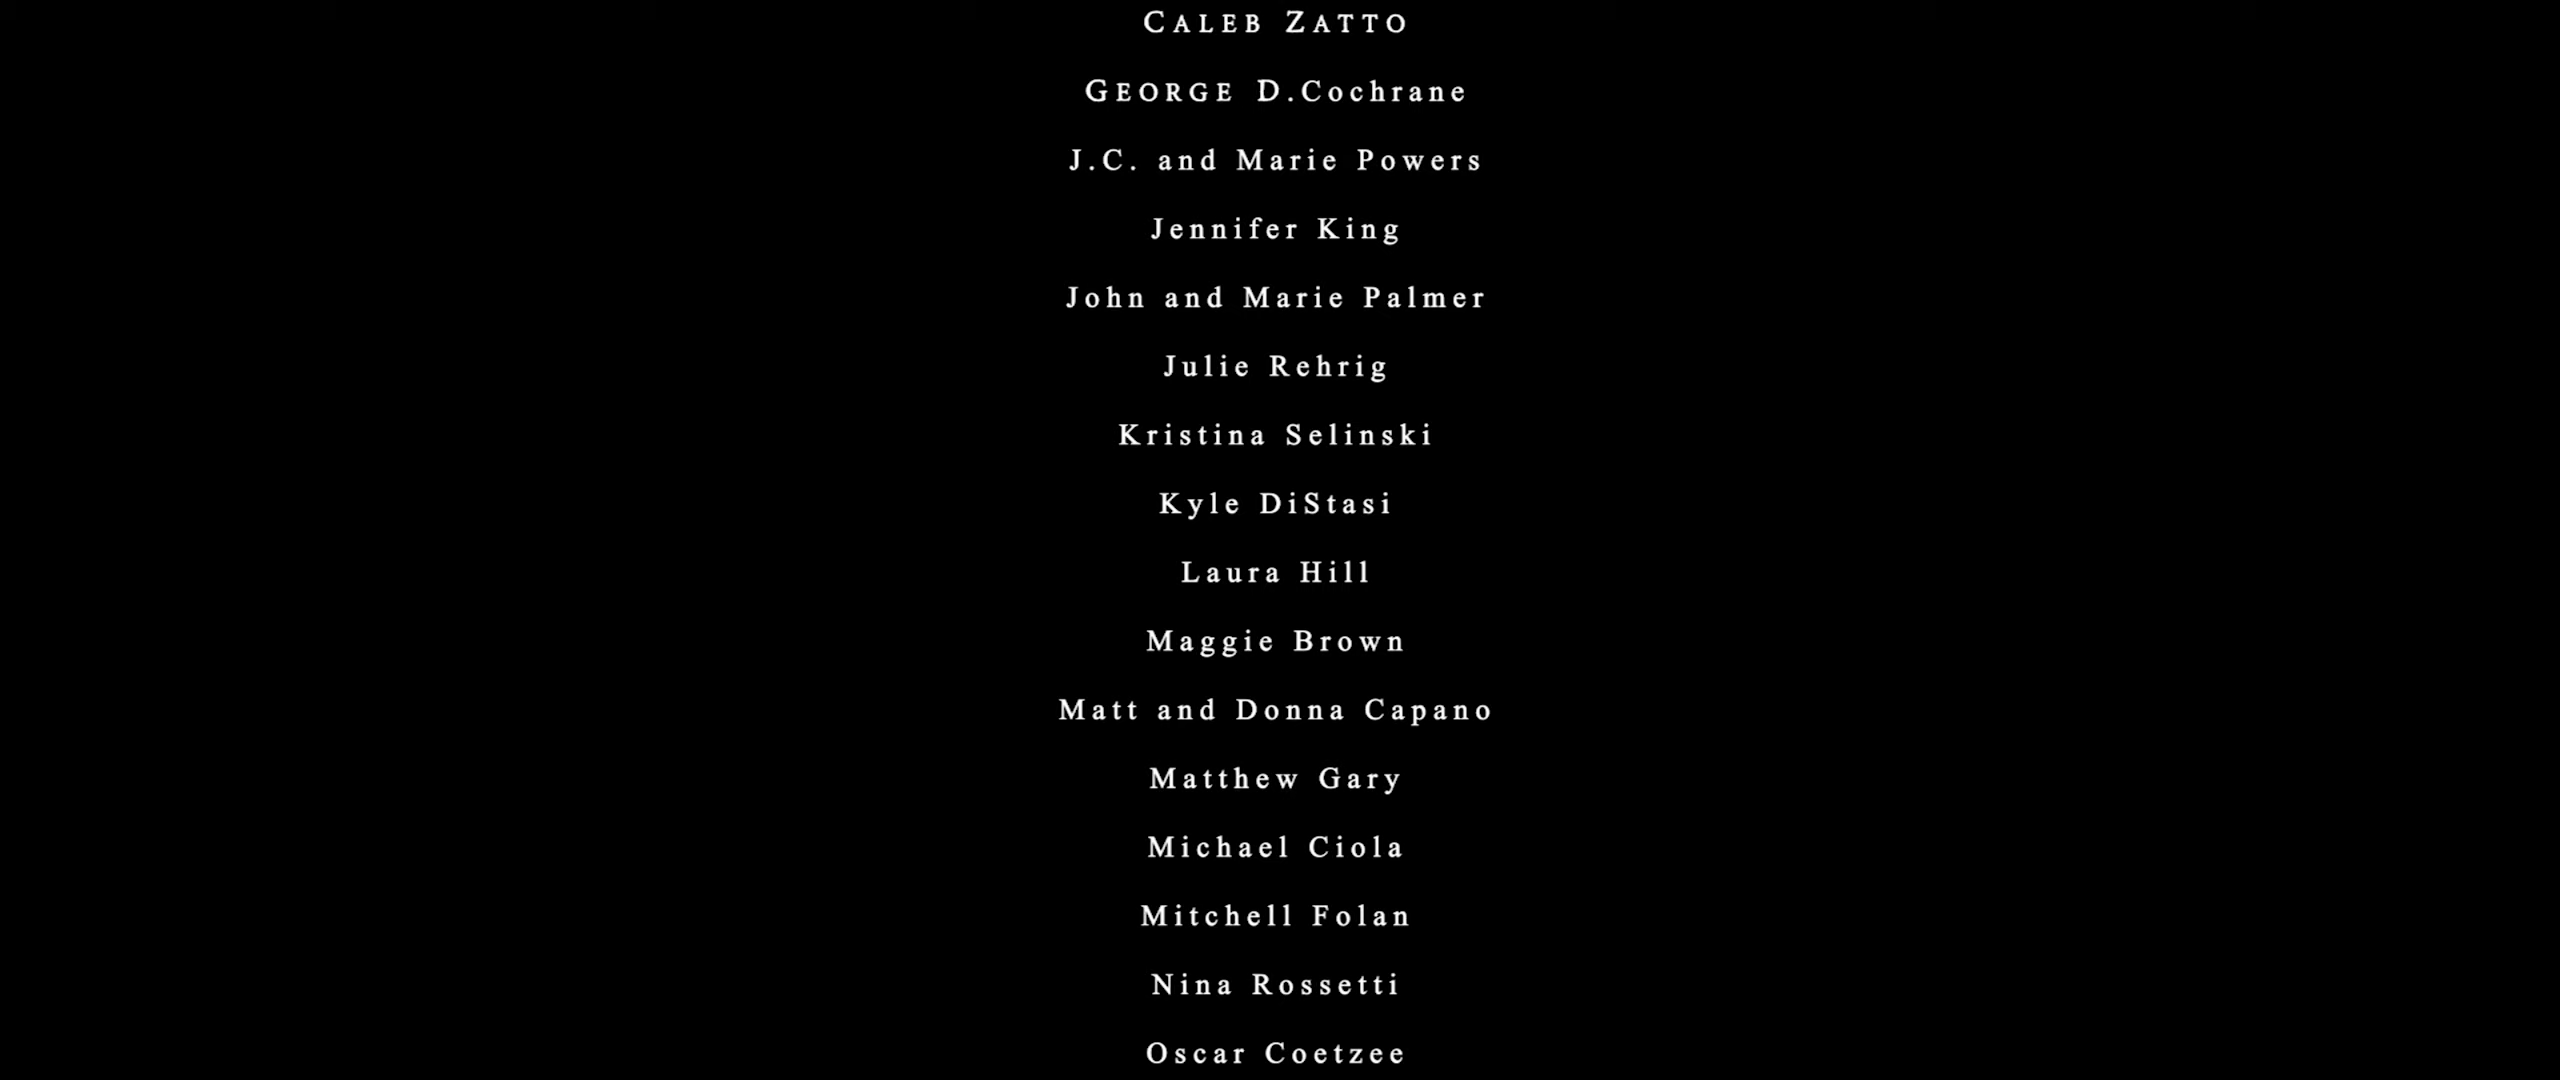 CALEB ZATTO
GEORGE D.Cochrane
J.C. and Marie Powers
Jennifer King
John and Marie Palmer
Julie Rehrig
Kristina Selinski
Kyle DiStasi
Laura Hill
Maggie Brown
Matt and Donna Capano
Matthew Gary
Michael Ciola
Mitchell Folan
Nina Rossetti
Oscar Coetzee